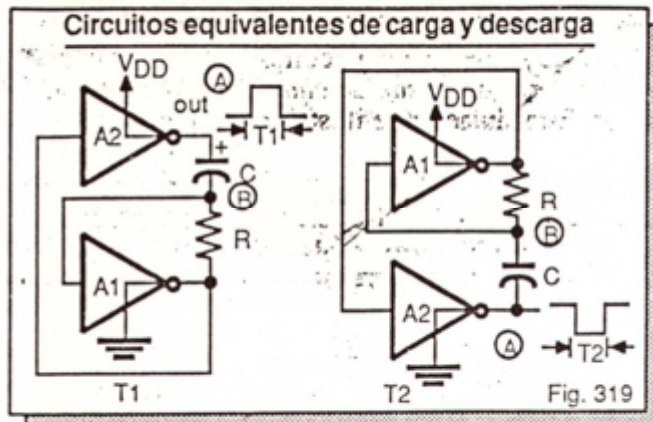 Circuitos equivalentes de carga y descarga
VDD
A2
out
A
T1
+
C
B
R
A1
T1
VDD
A1
R
B
C
A2
A
T2
T2
Fig. 319